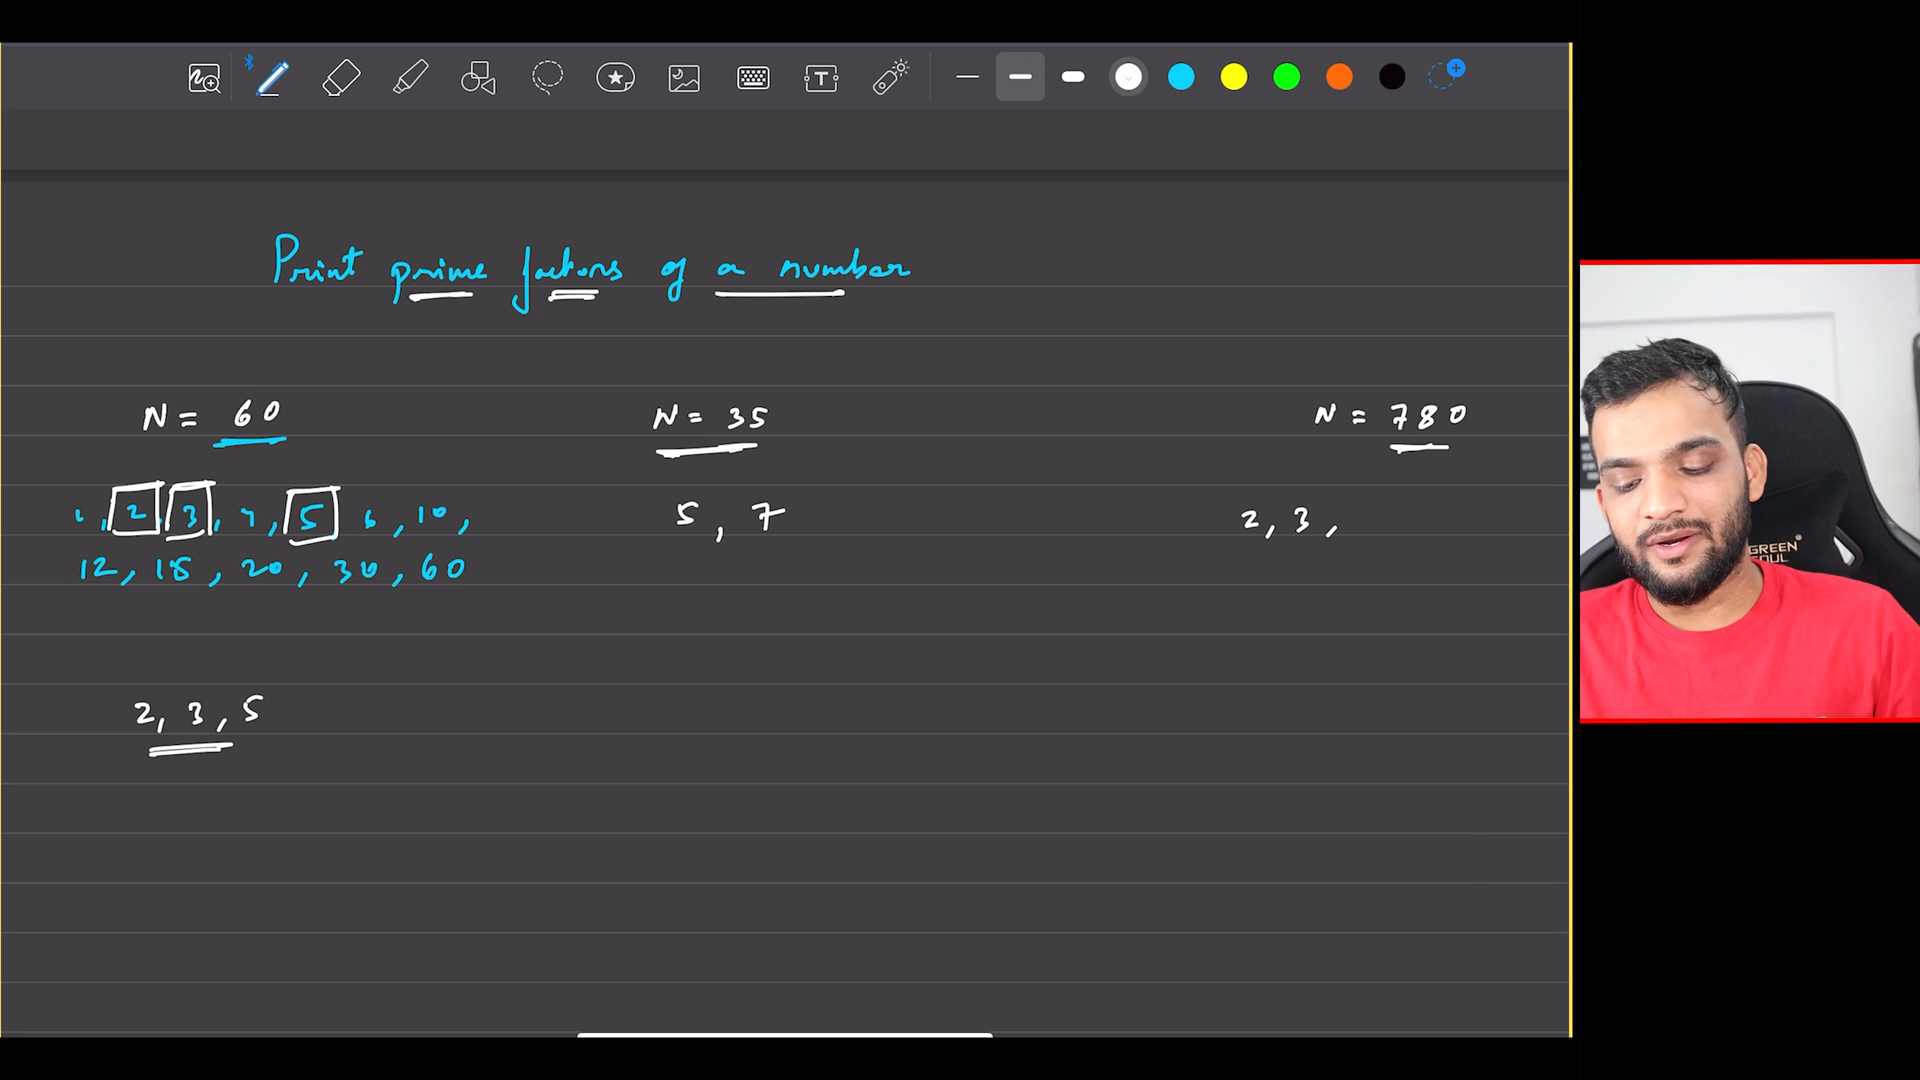 Print prime factors of a number
N = 60
N = 35
N = 780
1, 2, 3, 4, 5, 6, 10,
5, 7
2, 3,
12, 15, 20, 30, 60
2, 3, 5
GREEN
SOUL
T